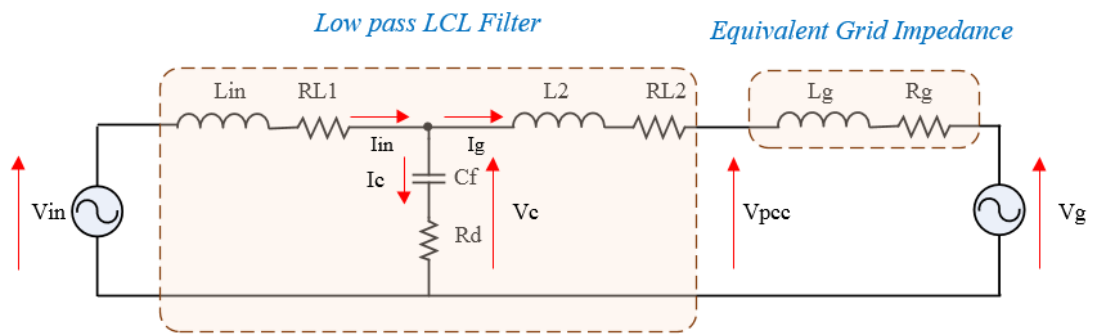 Low pass LCL Filter
Equivalent Grid Impedance
Lin RL1 L2 RL2 Lg Rg
Iin Ig
Ic Cf
Vin Vc Vpcc Vg
Rd